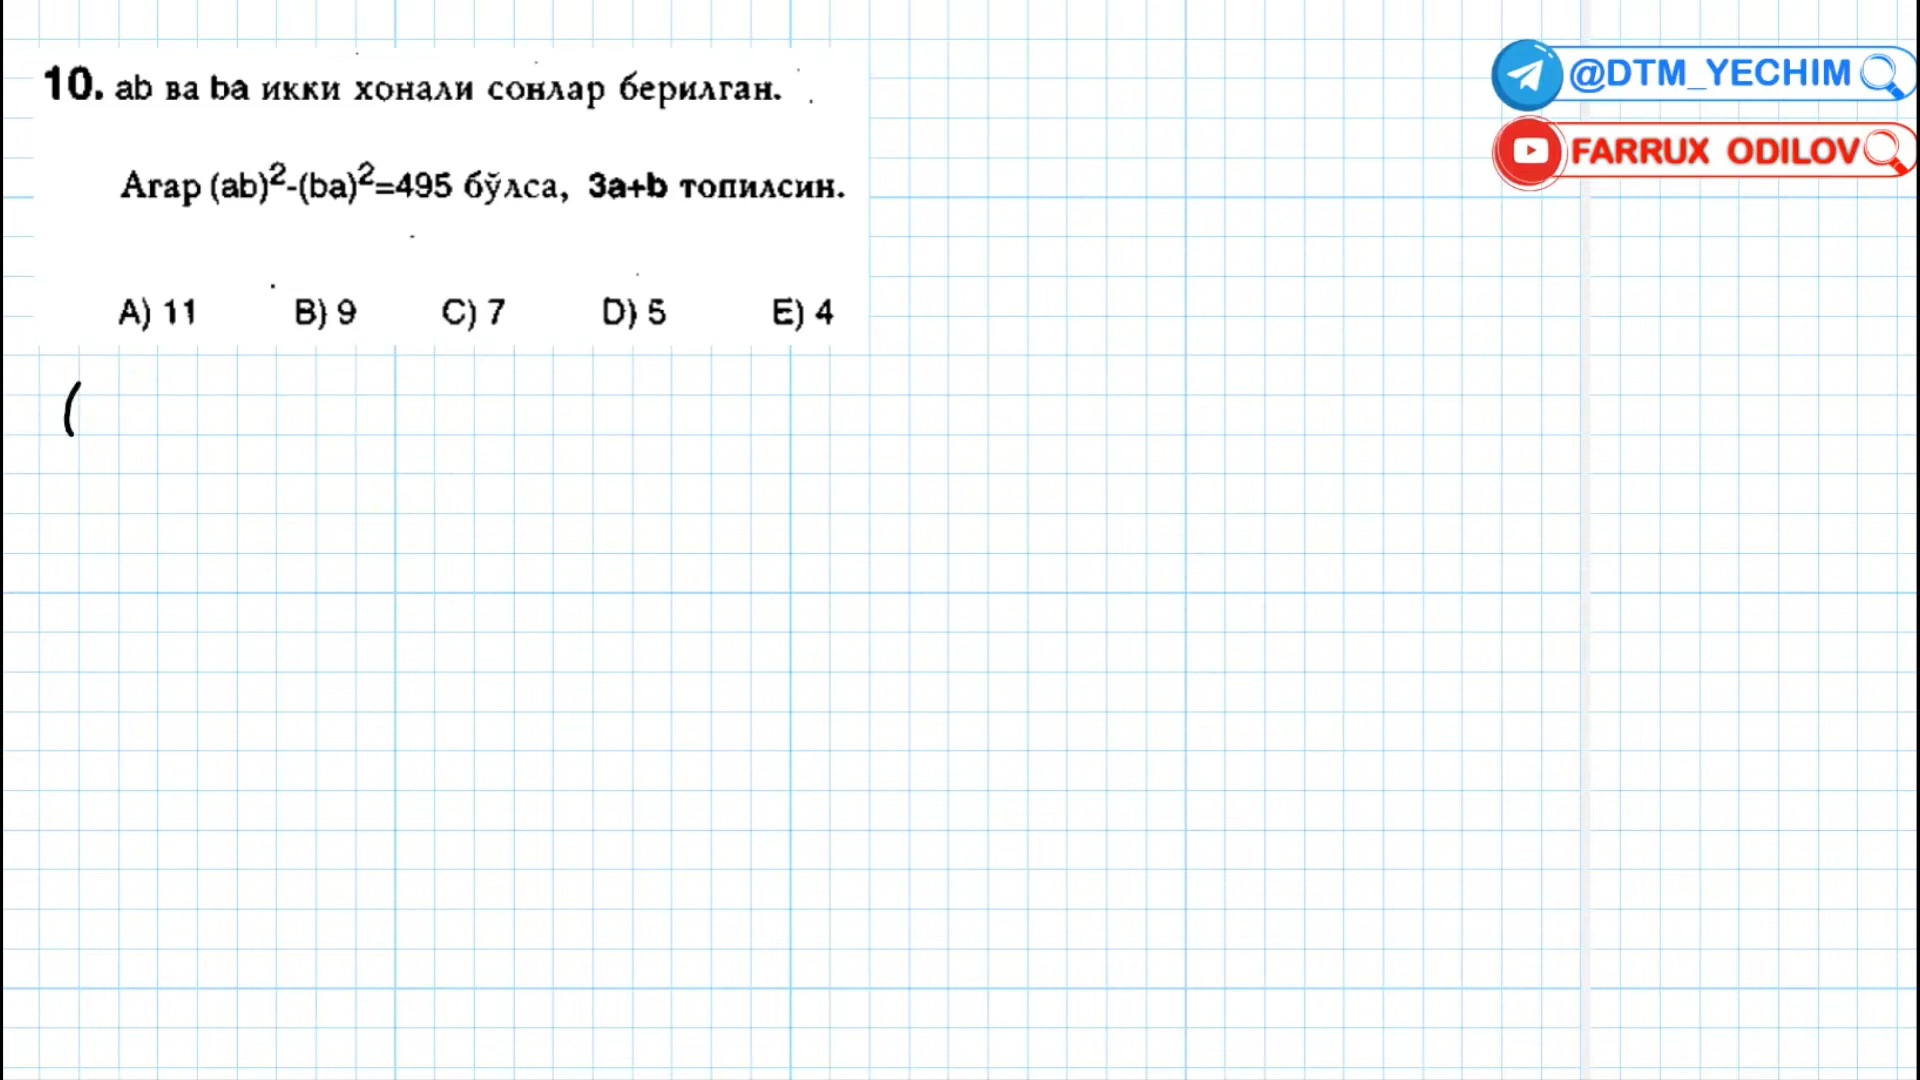 10. ab ва ba икки хонали сонлар берилган.
Агар (ab)²-(ba)²=495 бўлса, 3a+b топилсин.
A) 11 B) 9 C) 7 D) 5 E) 4
(
@DTM_YECHIM
FARRUX ODILOV